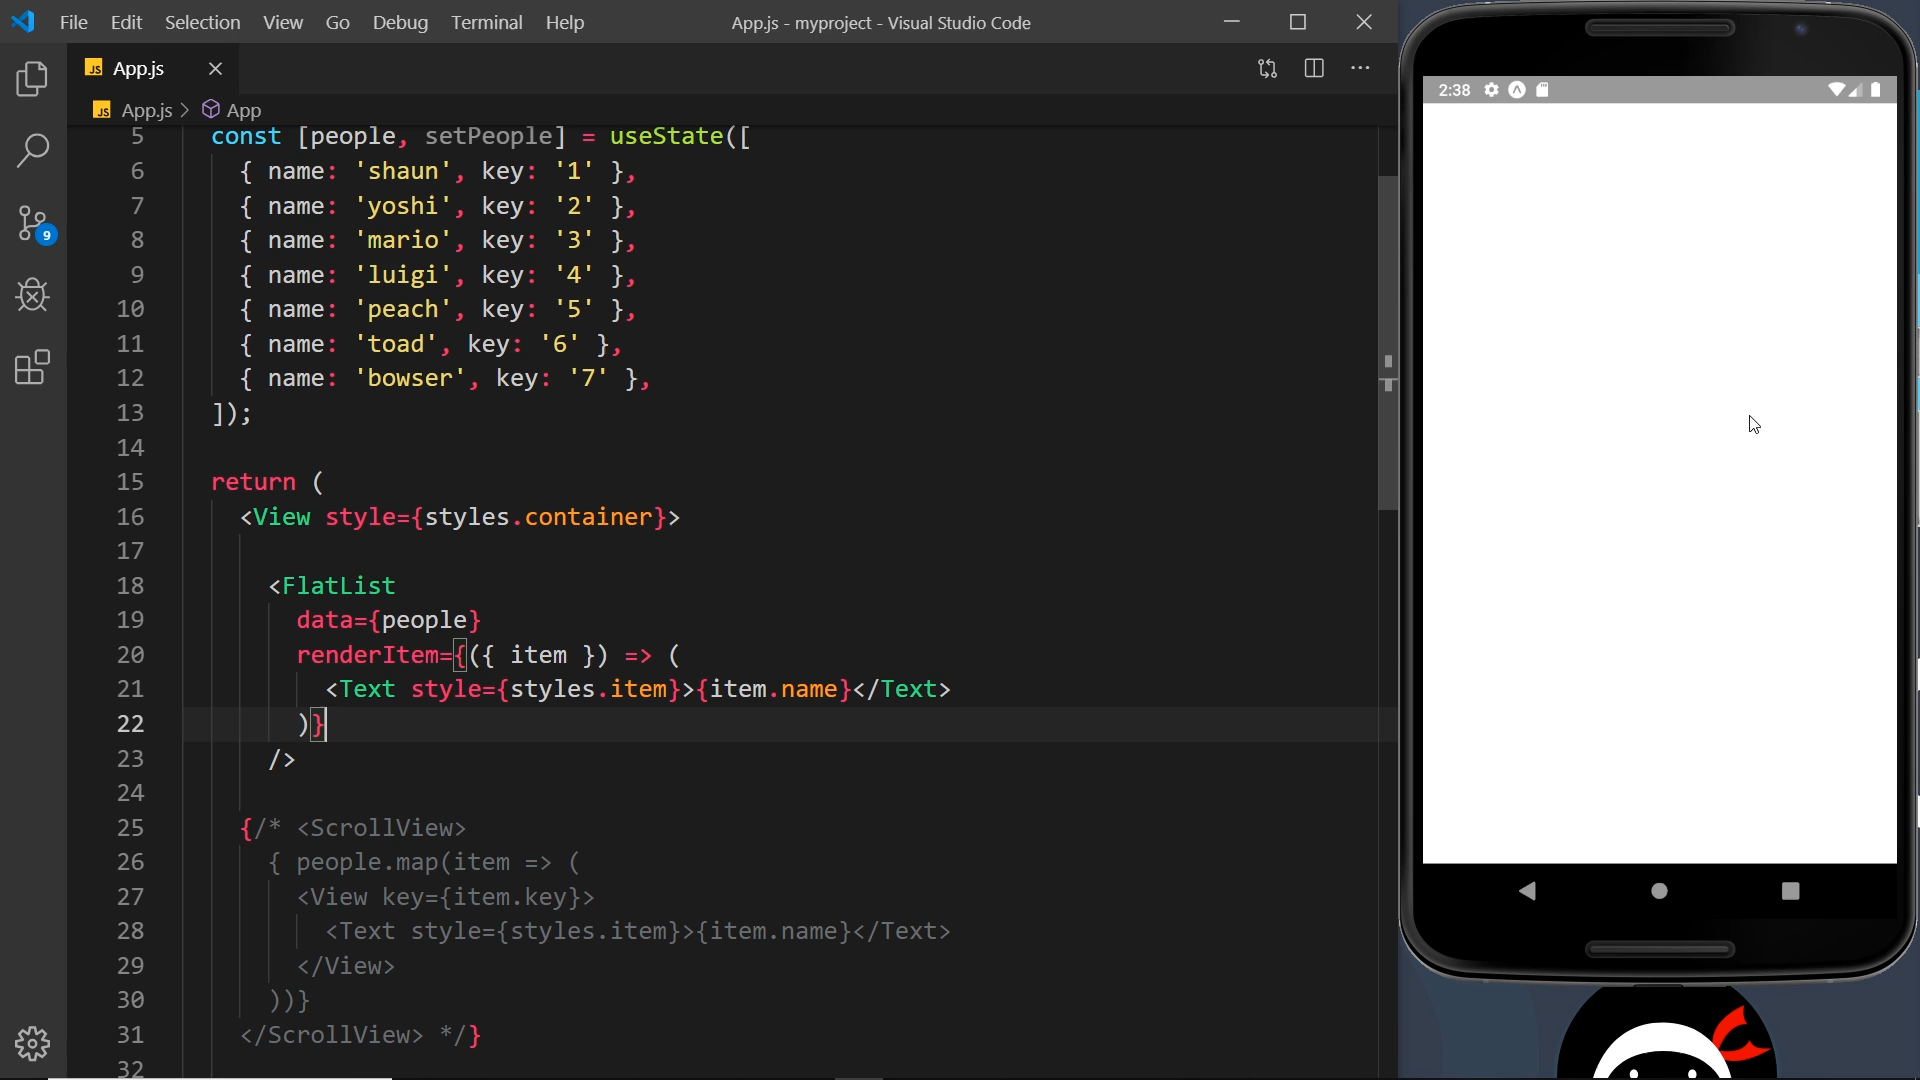 File Edit Selection View Go Debug Terminal Help
App.js - myproject - Visual Studio Code
JS App.js
JS App.js > App
5 const [people, setPeople] = useState([
6 { name: 'shaun', key: '1' },
7 { name: 'yoshi', key: '2' },
8 { name: 'mario', key: '3' },
9 { name: 'luigi', key: '4' },
10 { name: 'peach', key: '5' },
11 { name: 'toad', key: '6' },
12 { name: 'bowser', key: '7' },
13 ]);
14
15 return (
16 <View style={styles.container}>
17
18 <FlatList
19 data={people}
20 renderItem={({ item }) => (
21 <Text style={styles.item}>{item.name}</Text>
22 )}
23 />
24
25 {/* <ScrollView>
26 { people.map(item => (
27 <View key={item.key}>
28 <Text style={styles.item}>{item.name}</Text>
29 </View>
30 ))}
31 </ScrollView> */}
32
9
2:38